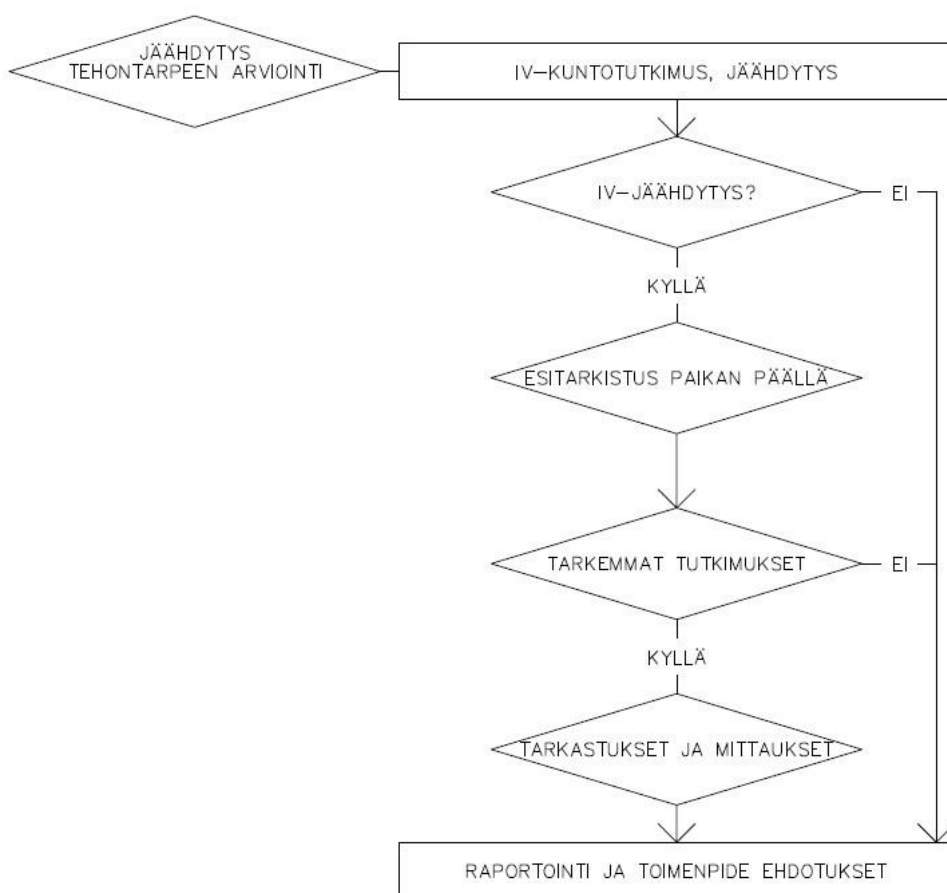 JÄÄHDYTYS
TEHONTARPEEN ARVIOINTI
IV-KUNTOTUTKIMUS, JÄÄHDYTYS
IV-JÄÄHDYTYS?
EI
KYLLÄ
ESITARKISTUS PAIKAN PÄÄLLÄ
TARKEMMAT TUTKIMUKSET
EI
KYLLÄ
TARKASTUKSET JA MITTAUKSET
RAPORTOINTI JA TOIMENPIDE EHDOTUKSET